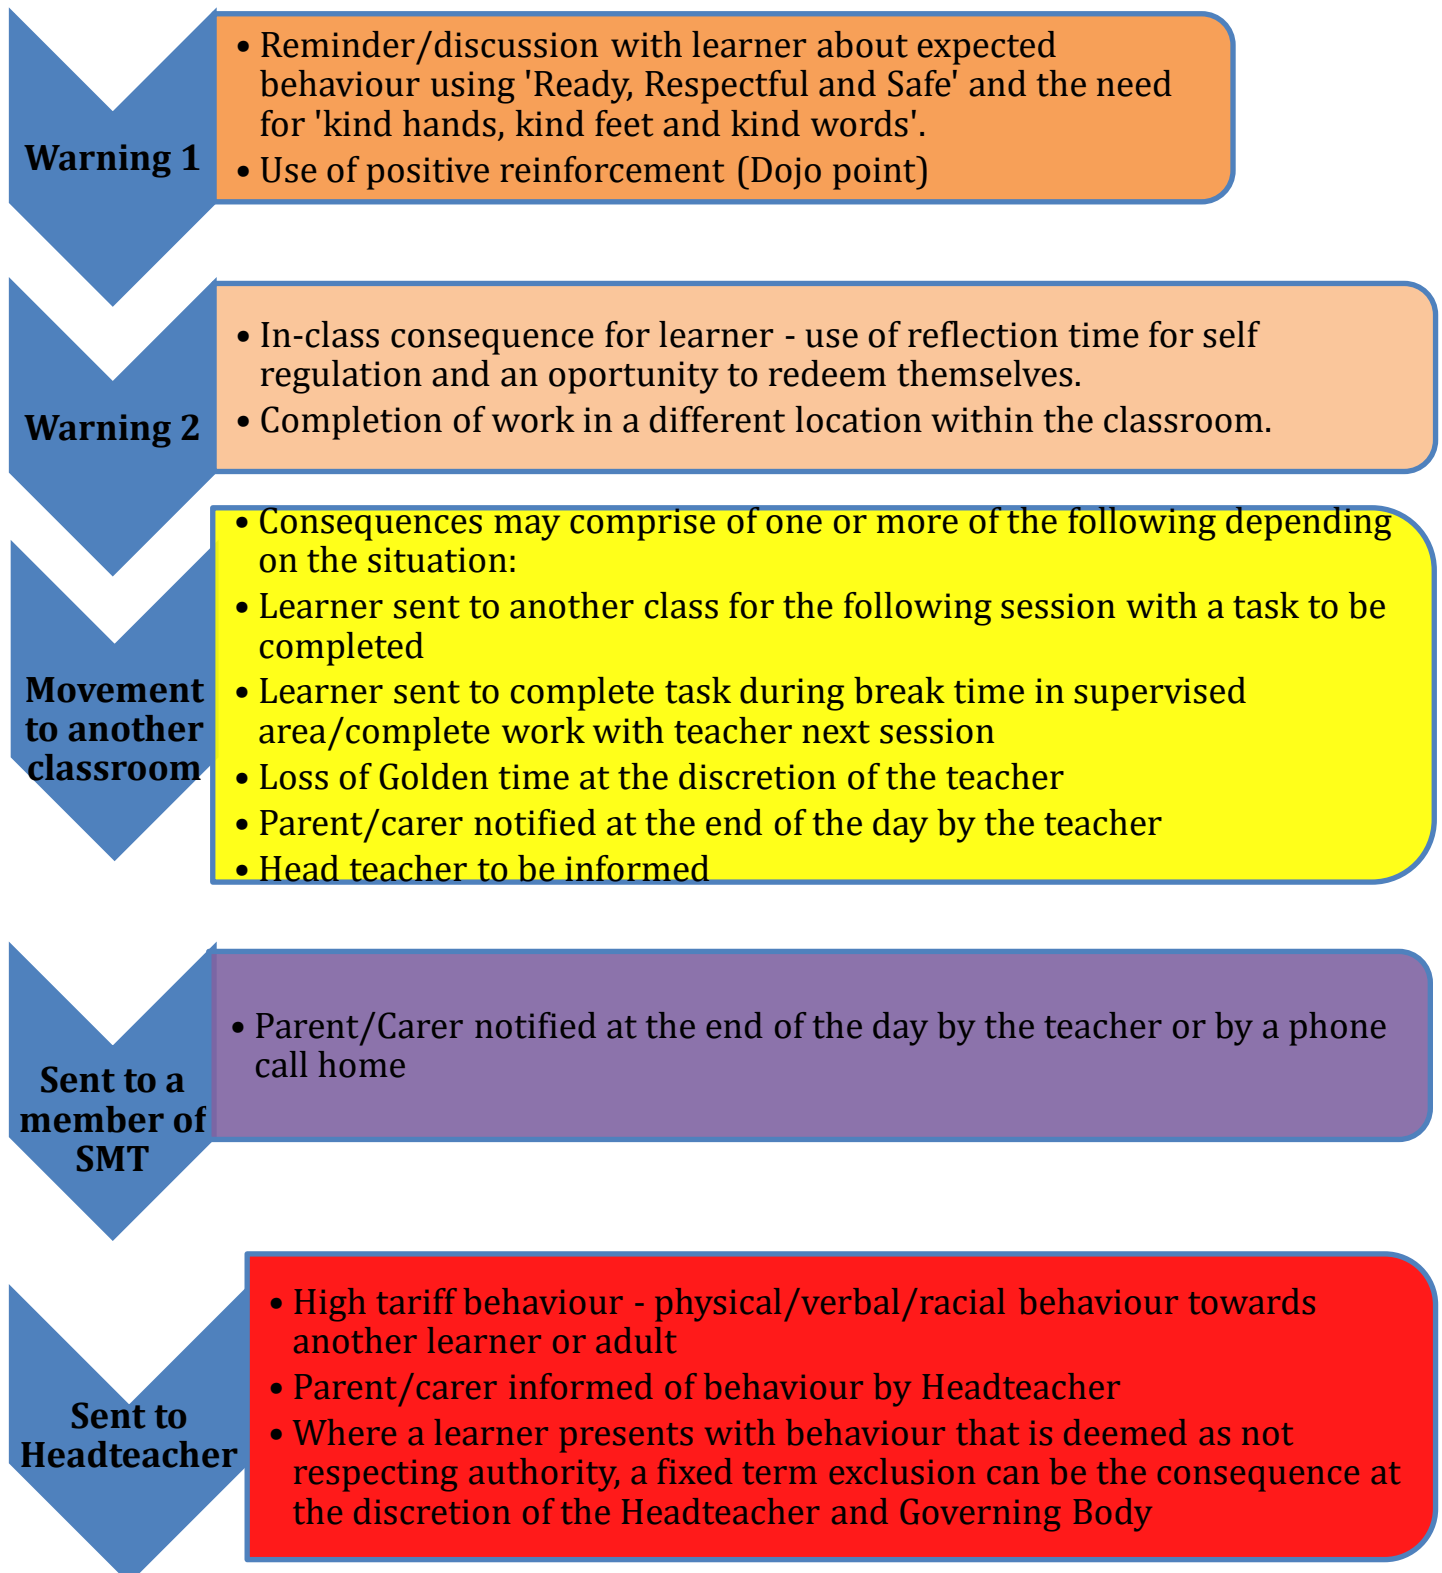 Warning 1
• Reminder/discussion with learner about expected
behaviour using 'Ready, Respectful and Safe' and the need
for 'kind hands, kind feet and kind words'.
• Use of positive reinforcement (Dojo point)
Warning 2
• In-class consequence for learner - use of reflection time for self
regulation and an oportunity to redeem themselves.
• Completion of work in a different location within the classroom.
Movement
to another
classroom
• Consequences may comprise of one or more of the following depending
on the situation:
• Learner sent to another class for the following session with a task to be
completed
• Learner sent to complete task during break time in supervised
area/complete work with teacher next session
• Loss of Golden time at the discretion of the teacher
• Parent/carer notified at the end of the day by the teacher
• Head teacher to be informed
Sent to a
member of
SMT
• Parent/Carer notified at the end of the day by the teacher or by a phone
call home
Sent to
Headteacher
• High tariff behaviour - physical/verbal/racial behaviour towards
another learner or adult
• Parent/carer informed of behaviour by Headteacher
• Where a learner presents with behaviour that is deemed as not
respecting authority, a fixed term exclusion can be the consequence at
the discretion of the Headteacher and Governing Body